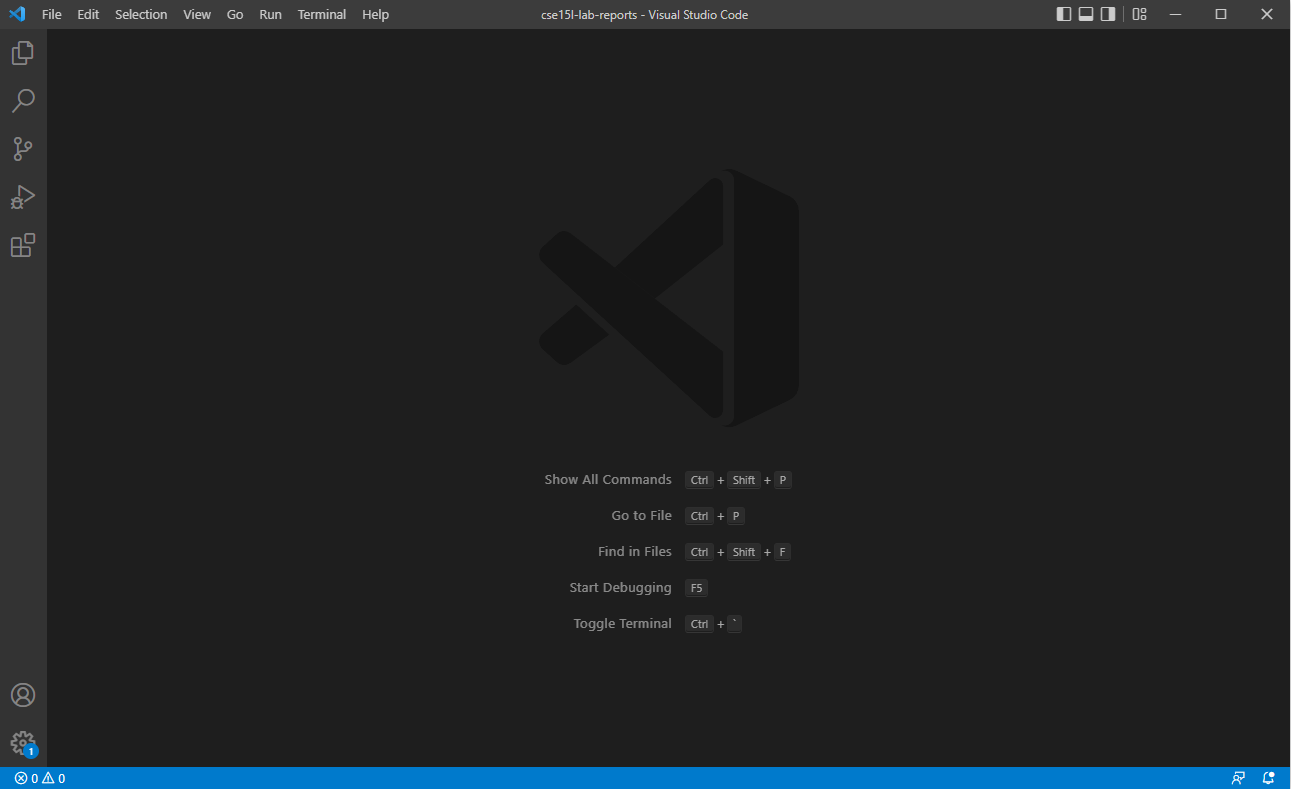 File Edit Selection View Go Run Terminal Help cse15l-lab-reports - Visual Studio Code
Show All Commands Ctrl + Shift + P
Go to File Ctrl + P
Find in Files Ctrl + Shift + F
Start Debugging F5
Toggle Terminal Ctrl + `
1
0 0